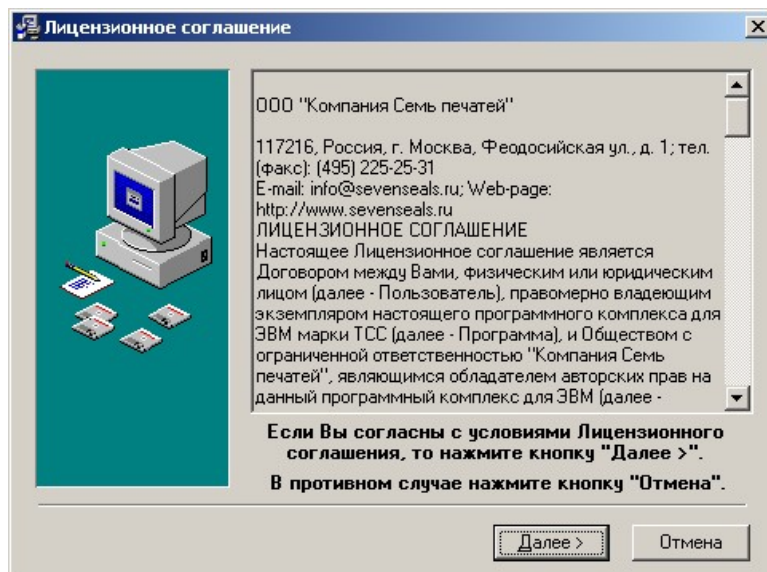 Лицензионное соглашение
ООО "Компания Семь печатей"
117216, Россия, г. Москва, Феодосийская ул., д. 1; тел.
(факс): (495) 225-25-31
E-mail: info@sevenseals.ru; Web-page:
http://www.sevenseals.ru
ЛИЦЕНЗИОННОЕ СОГЛАШЕНИЕ
Настоящее Лицензионное соглашение является
Договором между Вами, физическим или юридическим
лицом (далее - Пользователь), правомерно владеющим
экземпляром настоящего программного комплекса для
ЭВМ марки ТСС (далее - Программа), и Обществом с
ограниченной ответственностью "Компания Семь
печатей", являющимся обладателем авторских прав на
данный программный комплекс для ЭВМ (далее -
Если Вы согласны с условиями Лицензионного
соглашения, то нажмите кнопку "Далее >".
В противном случае нажмите кнопку "Отмена".
Далее >
Отмена